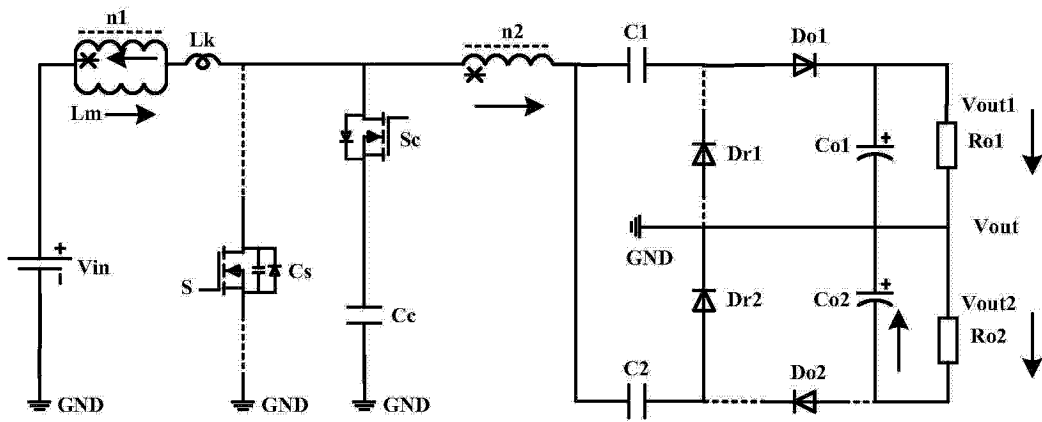 n1
Lk
n2
C1
Do1
Lm
Sc
Dr1
Co1
Vout1
Ro1
Vin
S
Cs
GND
Vout
Cc
Dr2
Co2
Vout2
Ro2
C2
Do2
GND
GND
GND